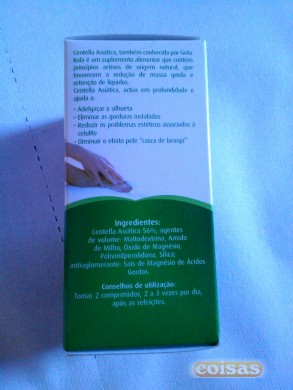 Centella Asiática, também conhecida por Gotu
Kola é um suplemento alimentar que contem
princípios activos de origem natural, que
favorecem a redução de massa gorda e
retenção de líquidos.
Centella Asiática, actua em profundidade e
ajuda a:
• Adelgaçar a silhueta
• Eliminar as gorduras instaladas
• Reduzir os problemas estéticos associados à
celulite
• Diminuir o efeito pele "casca de laranja"
Ingredientes:
Centella Asiática 56%; agentes
de volume: Maltodextrina, Amido
de Milho, Óxido de Magnésio,
Polivinilpirrolidona, Sílica;
antiaglomerante: Sais de Magnésio de Ácidos
Gordos.
Conselhos de utilização:
Tomar 2 comprimidos, 2 a 3 vezes por dia,
após as refeições.
coisas